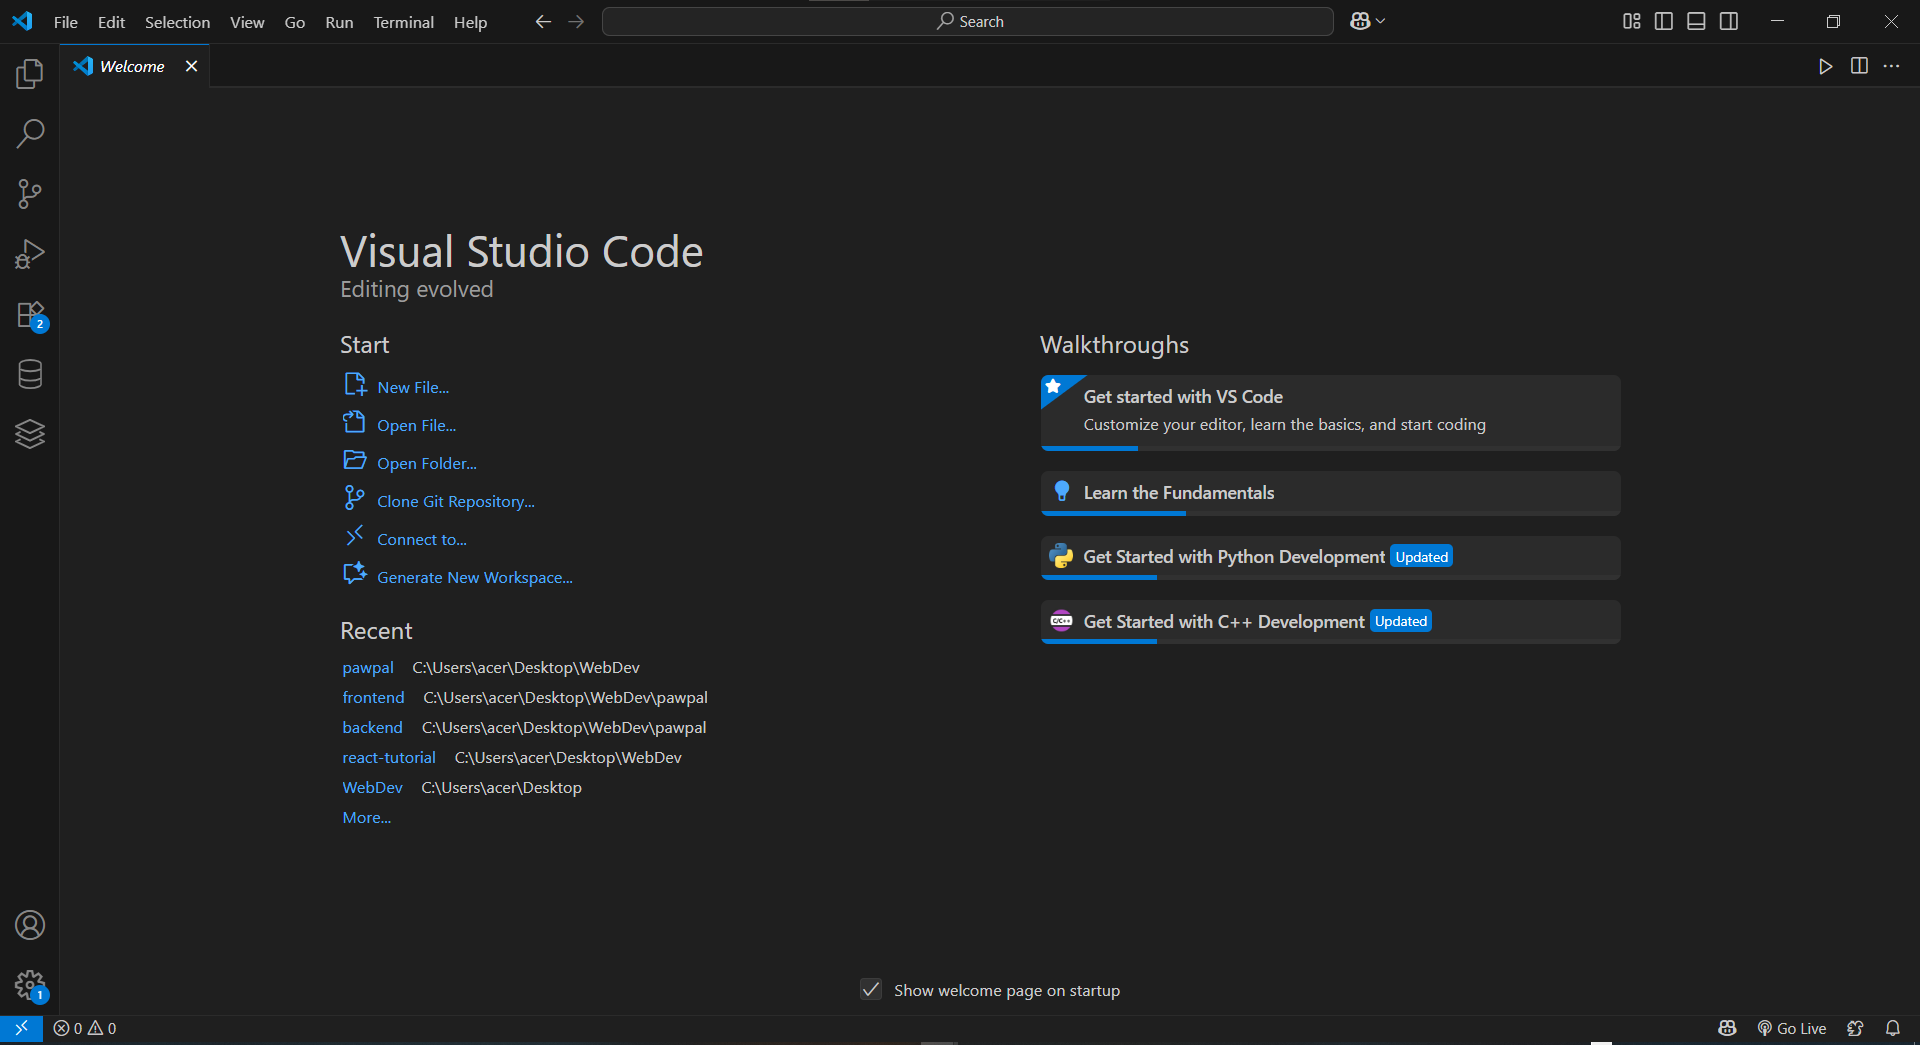 File Edit Selection View Go Run Terminal Help
Search
Welcome
Visual Studio Code
Editing evolved
Start
New File...
Open File...
Open Folder...
Clone Git Repository...
Connect to...
Generate New Workspace...
Recent
pawpal C:\Users\acer\Desktop\WebDev
frontend C:\Users\acer\Desktop\WebDev\pawpal
backend C:\Users\acer\Desktop\WebDev\pawpal
react-tutorial C:\Users\acer\Desktop\WebDev
WebDev C:\Users\acer\Desktop
More...
Walkthroughs
Get started with VS Code
Customize your editor, learn the basics, and start coding
Learn the Fundamentals
Get Started with Python Development Updated
C/C++
Get Started with C++ Development Updated
2
1
Show welcome page on startup
0 0
Go Live